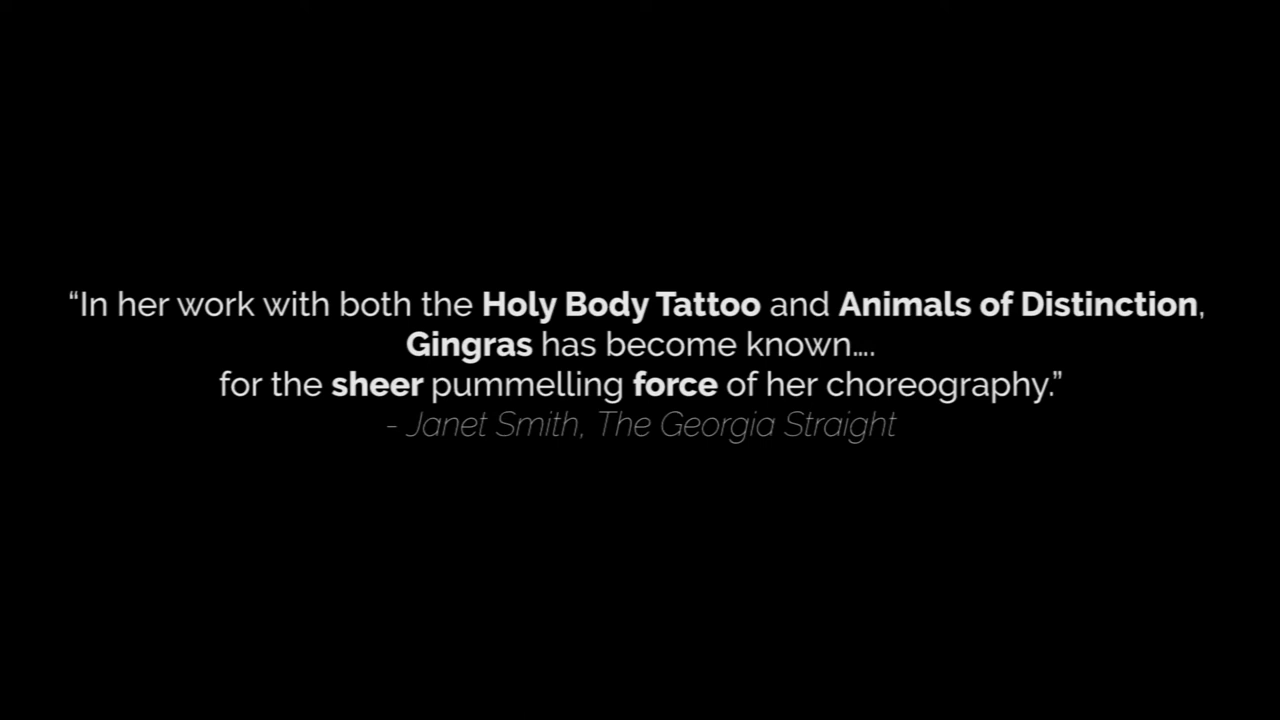 “In her work with both the Holy Body Tattoo and Animals of Distinction,
Gingras has become known....
for the sheer pummelling force of her choreography.”
- Janet Smith, The Georgia Straight